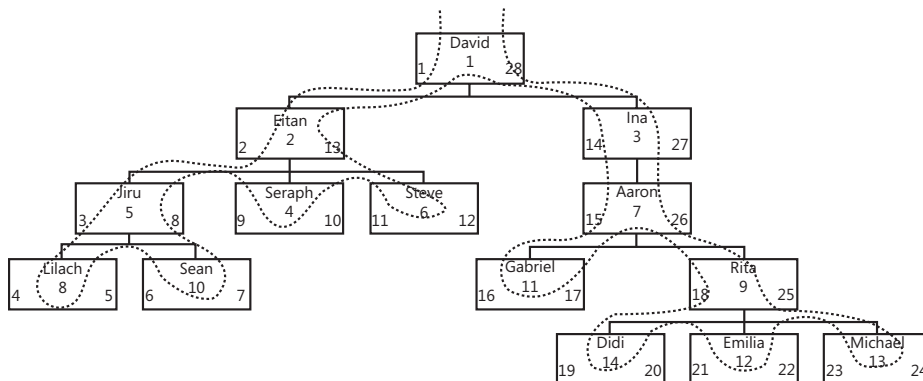 David
1 1 28
Eitan
2 2 13
Ina
14 3 27
Jiru
3 5 8
Seraph
9 4 10
Steve
11 6 12
Aaron
15 7 26
Lilach
4 8 5
Sean
6 10 7
Gabriel
16 11 17
Rita
18 9 25
Didi
19 14 20
Emilia
21 12 22
Michael
23 13 24